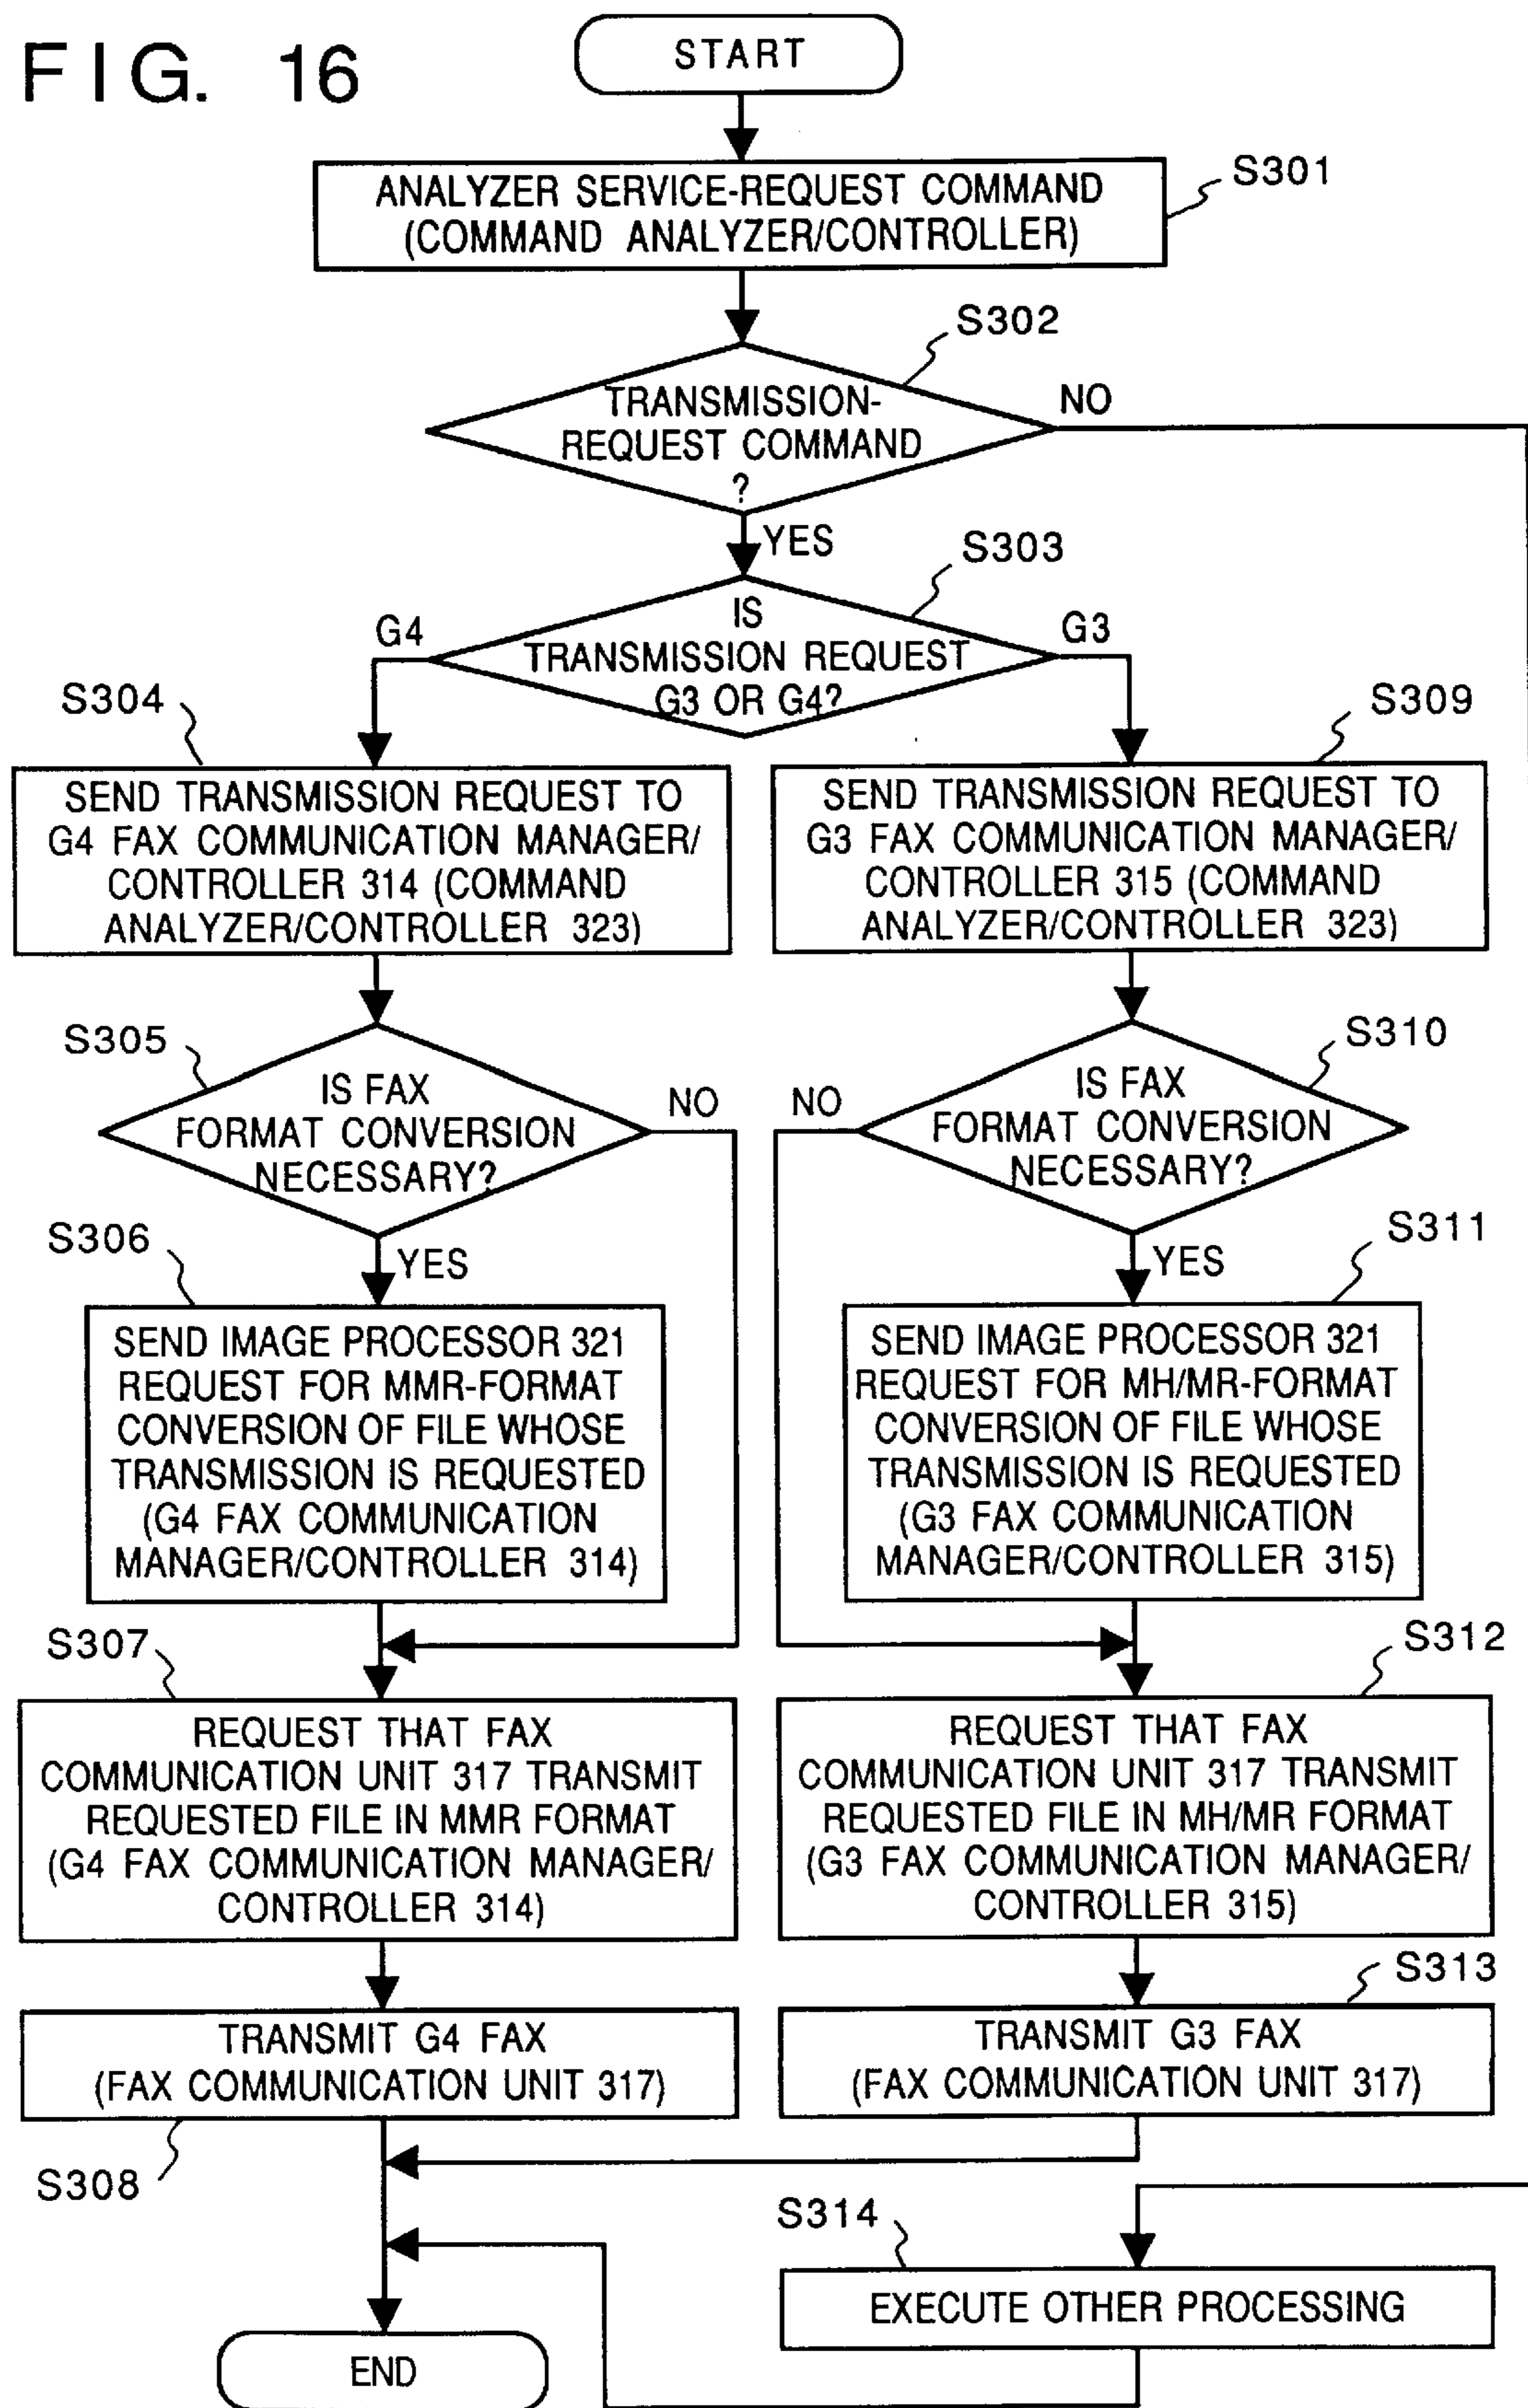 FIG. 16
START
S301
ANALYZER SERVICE-REQUEST COMMAND
(COMMAND ANALYZER/CONTROLLER)
S302
TRANSMISSION-
REQUEST COMMAND
?
NO
YES
S303
IS
TRANSMISSION REQUEST
G3 OR G4?
G4
G3
S304
SEND TRANSMISSION REQUEST TO
G4 FAX COMMUNICATION MANAGER/
CONTROLLER 314 (COMMAND
ANALYZER/CONTROLLER 323)
S309
SEND TRANSMISSION REQUEST TO
G3 FAX COMMUNICATION MANAGER/
CONTROLLER 315 (COMMAND
ANALYZER/CONTROLLER 323)
S305
IS FAX
FORMAT CONVERSION
NECESSARY?
NO
YES
S310
IS FAX
FORMAT CONVERSION
NECESSARY?
NO
YES
S306
SEND IMAGE PROCESSOR 321
REQUEST FOR MMR-FORMAT
CONVERSION OF FILE WHOSE
TRANSMISSION IS REQUESTED
(G4 FAX COMMUNICATION
MANAGER/CONTROLLER 314)
S311
SEND IMAGE PROCESSOR 321
REQUEST FOR MH/MR-FORMAT
CONVERSION OF FILE WHOSE
TRANSMISSION IS REQUESTED
(G3 FAX COMMUNICATION
MANAGER/CONTROLLER 315)
S307
REQUEST THAT FAX
COMMUNICATION UNIT 317 TRANSMIT
REQUESTED FILE IN MMR FORMAT
(G4 FAX COMMUNICATION MANAGER/
CONTROLLER 314)
S312
REQUEST THAT FAX
COMMUNICATION UNIT 317 TRANSMIT
REQUESTED FILE IN MH/MR FORMAT
(G3 FAX COMMUNICATION MANAGER/
CONTROLLER 315)
TRANSMIT G4 FAX
(FAX COMMUNICATION UNIT 317)
S308
S313
TRANSMIT G3 FAX
(FAX COMMUNICATION UNIT 317)
S314
EXECUTE OTHER PROCESSING
END